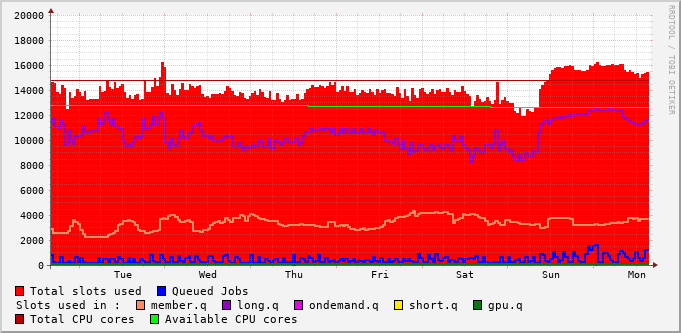 20000
18000
16000
14000
12000
10000
8000
6000
4000
2000
0
Tue Wed Thu Fri Sat Sun Mon
Total slots used Queued Jobs
Slots used in : member.q long.q ondemand.q short.q gpu.q
Total CPU cores Available CPU cores
RRDTOOL / TOBI OETIKER